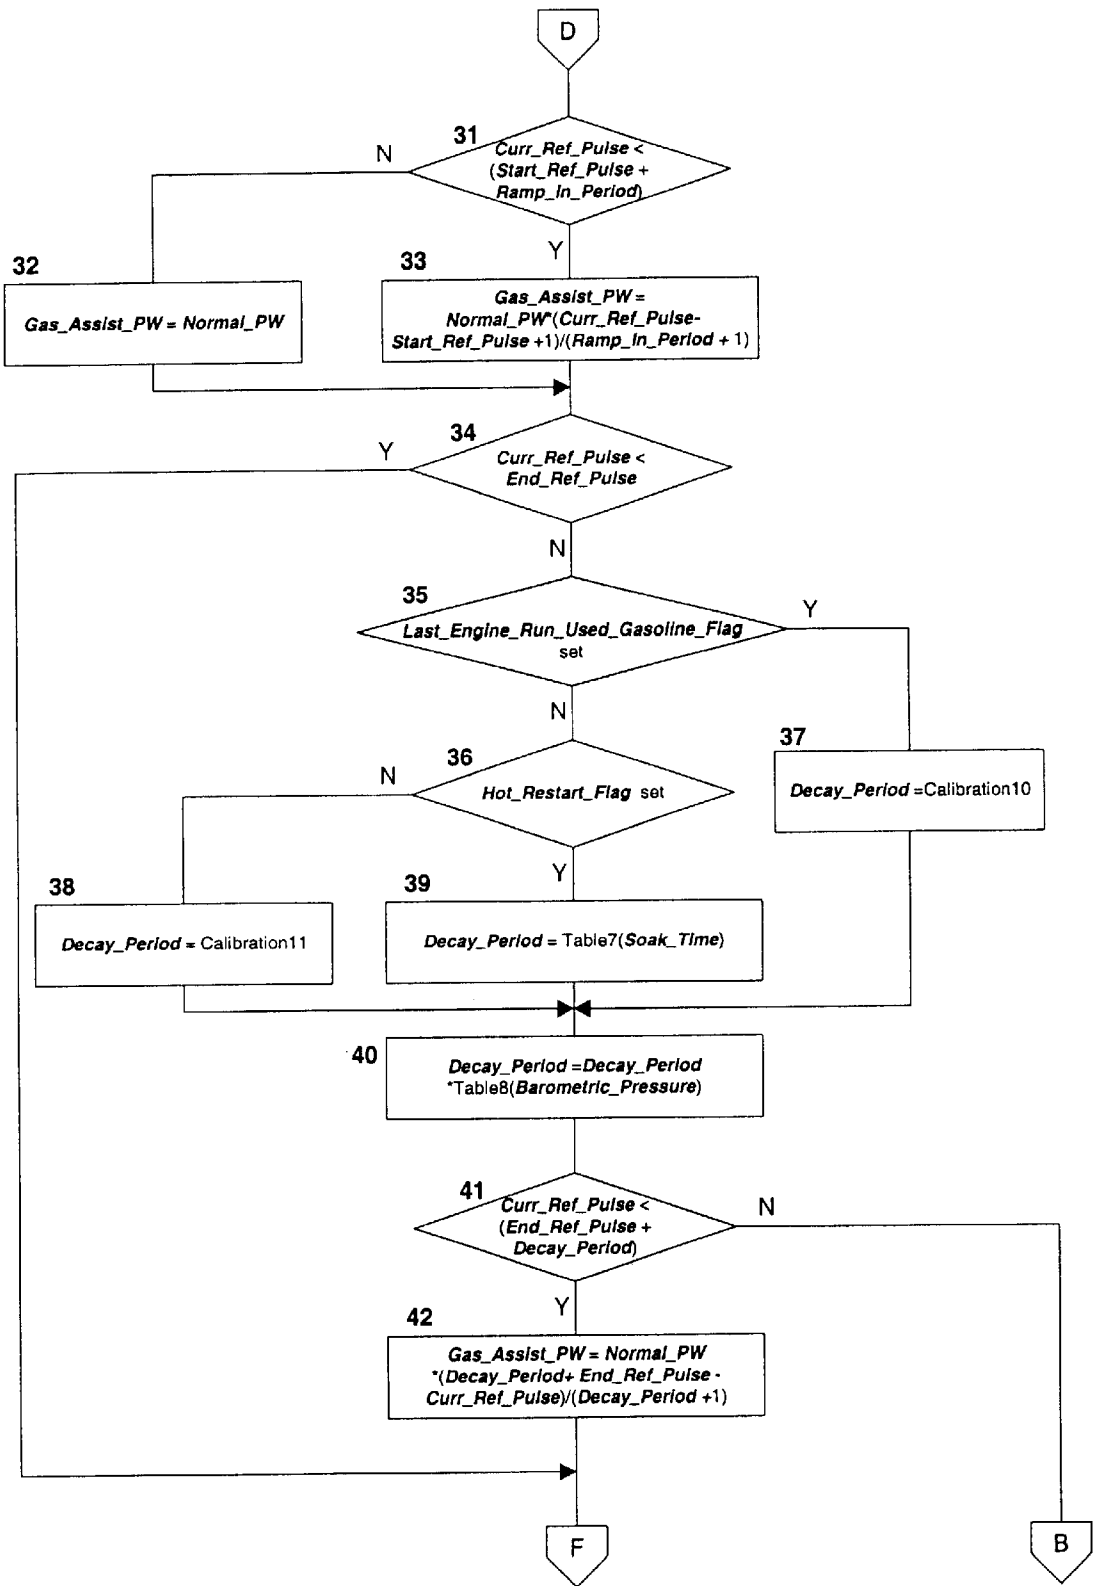 D
31
Curr_Ref_Pulse <
(Start_Ref_Pulse +
Ramp_In_Period)
N
Y
32
Gas_Assist_PW = Normal_PW
33
Gas_Assist_PW =
Normal_PW*(Curr_Ref_Pulse-
Start_Ref_Pulse +1)/(Ramp_In_Period + 1)
34
Curr_Ref_Pulse <
End_Ref_Pulse
Y
N
35
Last_Engine_Run_Used_Gasoline_Flag
set
Y
N
36
Hot_Restart_Flag set
N
Y
37
Decay_Period =Calibration10
38
Decay_Period = Calibration11
39
Decay_Period = Table7(Soak_Time)
40
Decay_Period =Decay_Period
*Table8(Barometric_Pressure)
41
Curr_Ref_Pulse <
(End_Ref_Pulse +
Decay_Period)
N
Y
42
Gas_Assist_PW = Normal_PW
*(Decay_Period+ End_Ref_Pulse -
Curr_Ref_Pulse)/(Decay_Period +1)
F
B